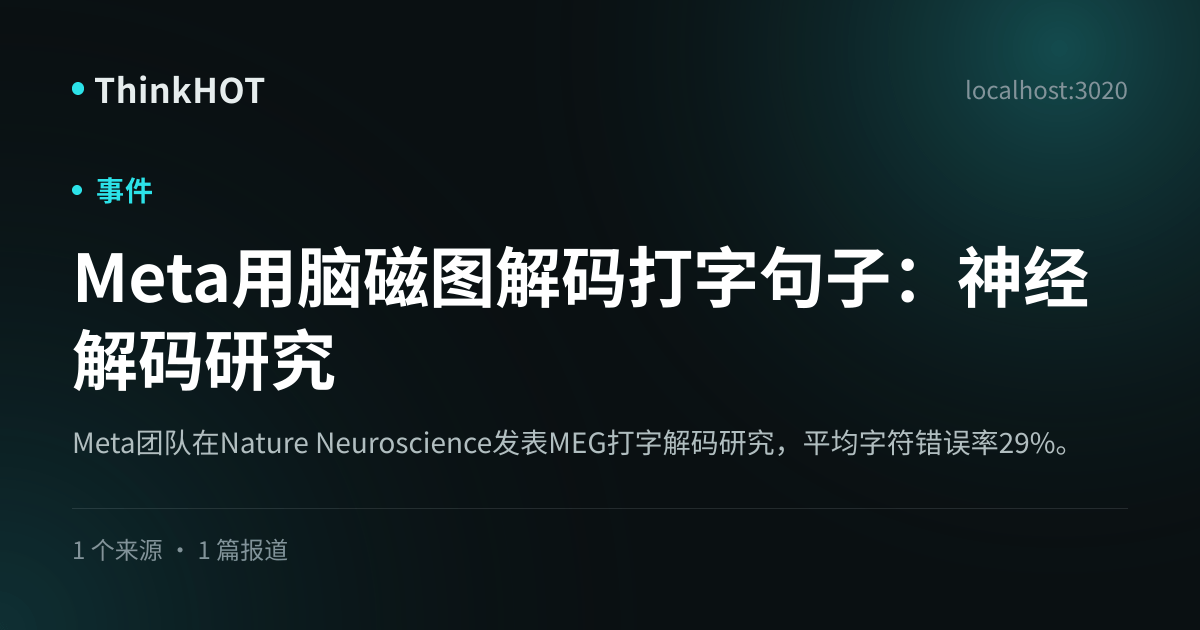 ThinkHOT
localhost:3020
事件
Meta用脑磁图解码打字句子：神经
解码研究
Meta团队在Nature Neuroscience发表MEG打字解码研究，平均字符错误率29%。
1 个来源 · 1 篇报道